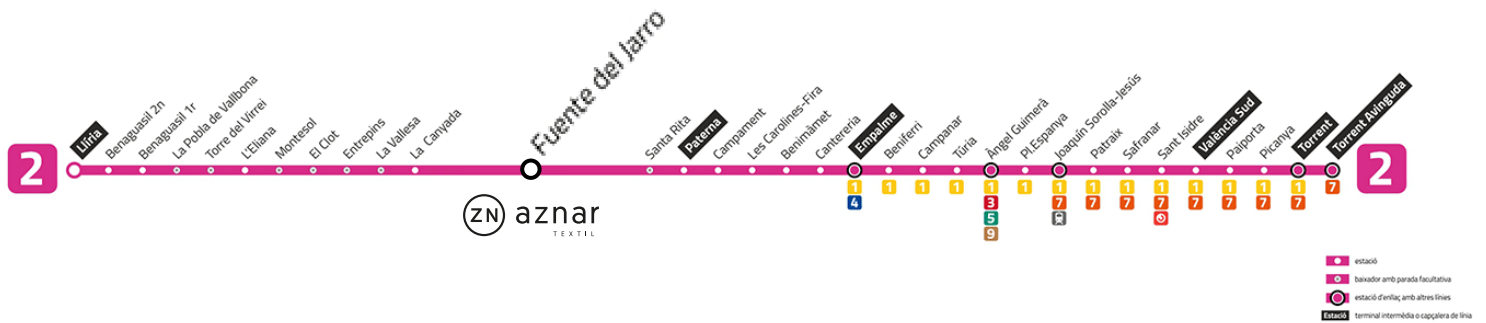 2
Llíria
Benaguasil 2n
Benaguasil 1r
La Pobla de Vallbona
Torre del Virrei
L'Eliana
Montesol
El Clot
Entrepins
La Vallesa
La Canyada
Fuente del Jarro
Santa Rita
Paterna
Campament
Les Carolines-Fira
Benimàmet
Cantereria
Empalme
Beniferri
Campanar
Túria
Àngel Guimerà
Pl.Espanya
Joaquín Sorolla-Jesús
Patraix
Safranar
Sant Isidre
València Sud
Paiporta
Picanya
Torrent
Torrent Avinguda
2
1 1 1 1 1 1 1 1 1 1 1 1 1 1 7
4 3 7 7 7 7 7 7 7 7
5
9
ZN aznar
TEXTIL
estació
baixador amb parada facultativa
estació d'enllaç amb altres línies
Estació terminal intermèdia o capçalera de línia